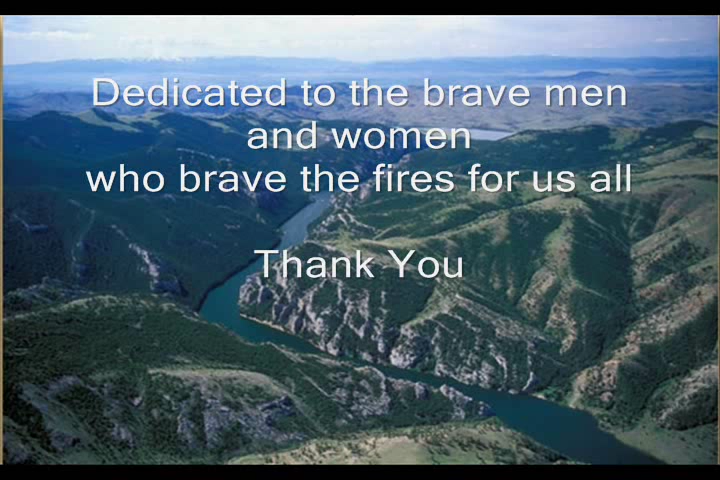 Dedicated to the brave men
and women
who brave the fires for us all
Thank You